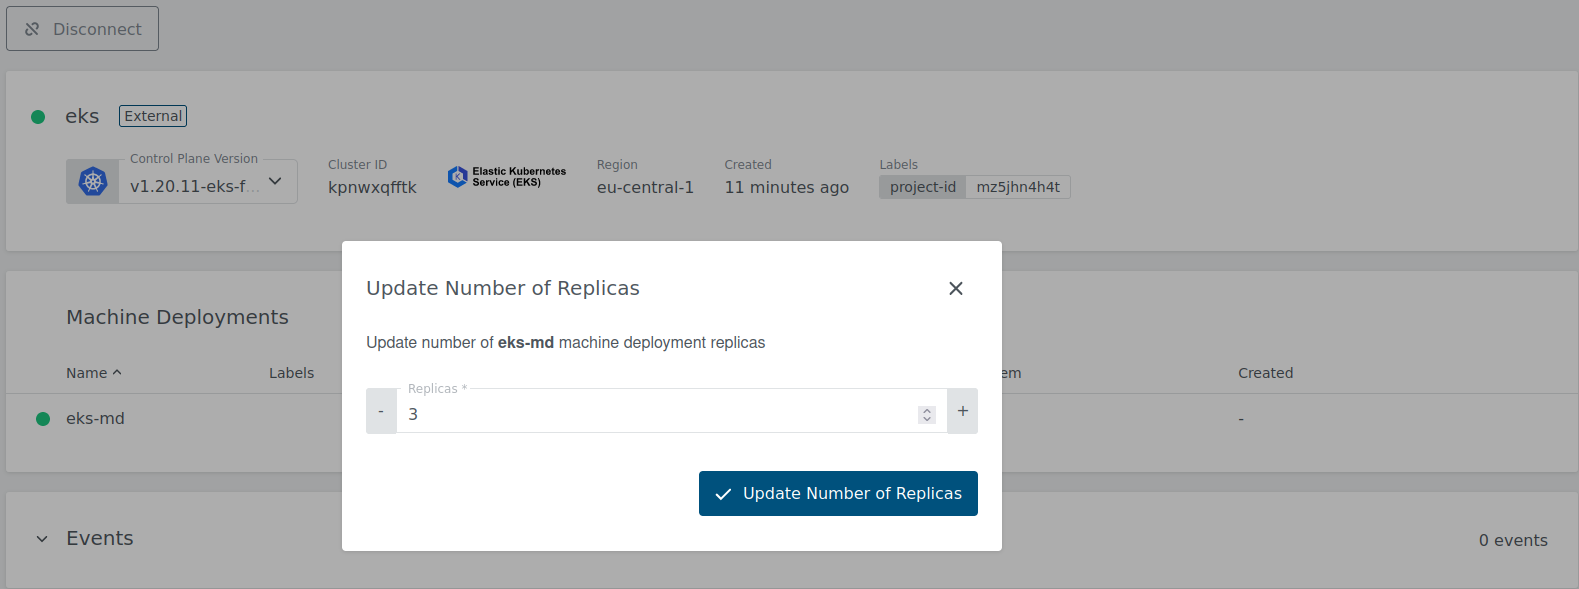 Disconnect
eks External
Control Plane Version
v1.20.11-eks-f...
Cluster ID
kpnwxqfftk
Elastic Kubernetes
Service (EKS)
Region
eu-central-1
Created
11 minutes ago
Labels
project-id mz5jhn4h4t
Machine Deployments
Name Labels em Created
eks-md -
Update Number of Replicas
Update number of eks-md machine deployment replicas
Replicas *
- 3 +
Update Number of Replicas
Events 0 events